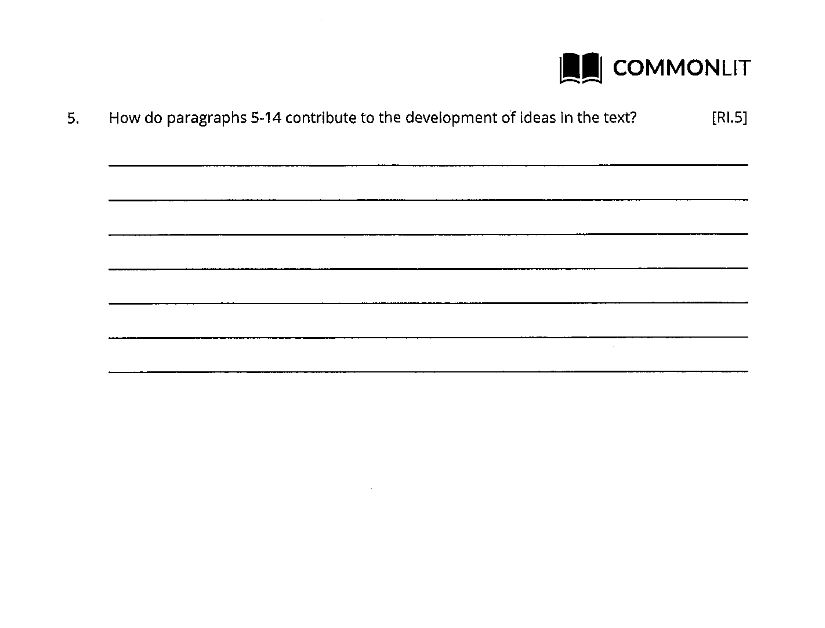 COMMONLIT
5. How do paragraphs 5-14 contribute to the development of ideas in the text? [RI.5]